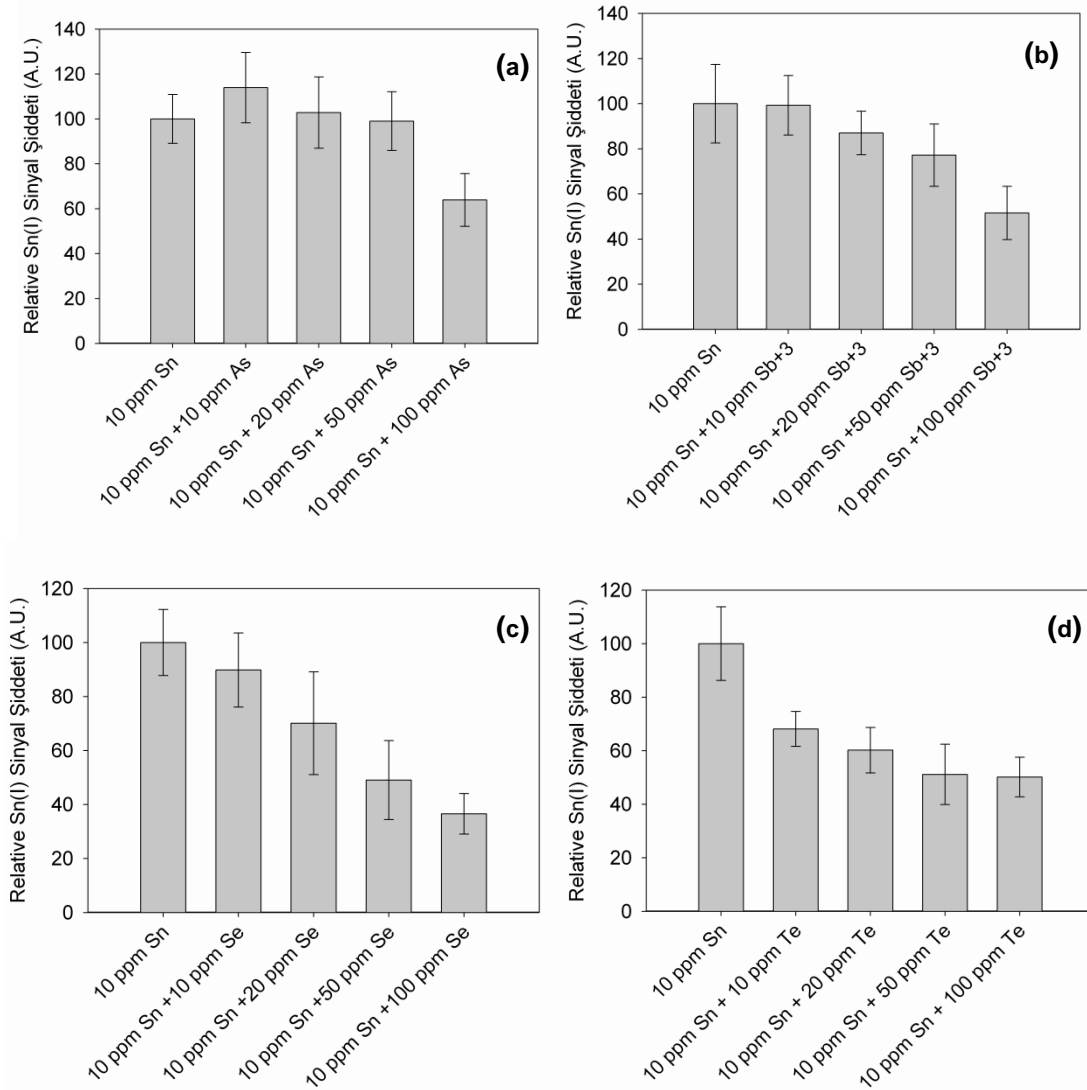 Relative Sn(I) Sinyal Şiddeti (A.U.)
140
120
100
80
60
40
20
0
(a)
10 ppm Sn
10 ppm Sn +10 ppm As
10 ppm Sn + 20 ppm As
10 ppm Sn + 50 ppm As
10 ppm Sn + 100 ppm As
Relative Sn(I) Sinyal Şiddeti (A.U.)
140
120
100
80
60
40
20
0
(b)
10 ppm Sn
10 ppm Sn +10 ppm Sb+3
10 ppm Sn +20 ppm Sb+3
10 ppm Sn +50 ppm Sb+3
10 ppm Sn +100 ppm Sb+3
Relative Sn(I) Sinyal Şiddeti (A.U.)
120
100
80
60
40
20
0
(c)
10 ppm Sn
10 ppm Sn +10 ppm Se
10 ppm Sn +20 ppm Se
10 ppm Sn +50 ppm Se
10 ppm Sn +100 ppm Se
Relative Sn(I) Sinyal Şiddeti (A.U.)
120
100
80
60
40
20
0
(d)
10 ppm Sn
10 ppm Sn + 10 ppm Te
10 ppm Sn + 20 ppm Te
10 ppm Sn + 50 ppm Te
10 ppm Sn + 100 ppm Te